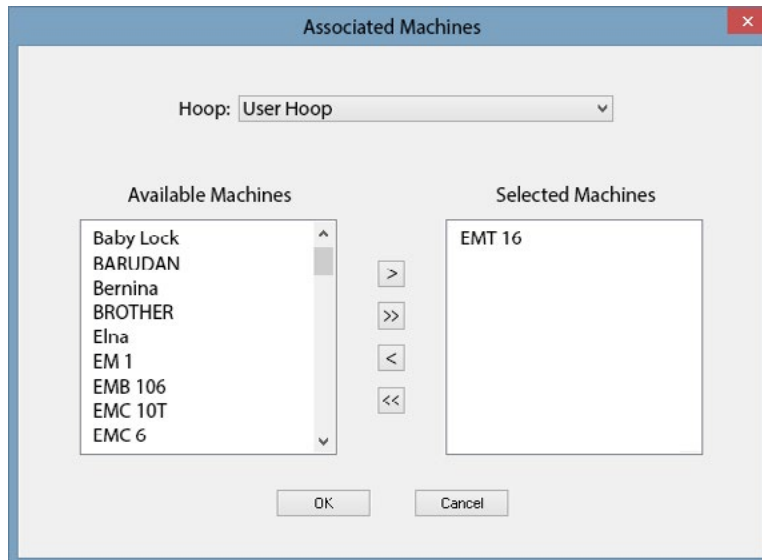 Associated Machines
Hoop: User Hoop
Available Machines
Selected Machines
Baby Lock
BARUDAN
Bernina
BROTHER
Elna
EM 1
EMB 106
EMC 10T
EMC 6
>
>>
<
<<
EMT 16
OK
Cancel